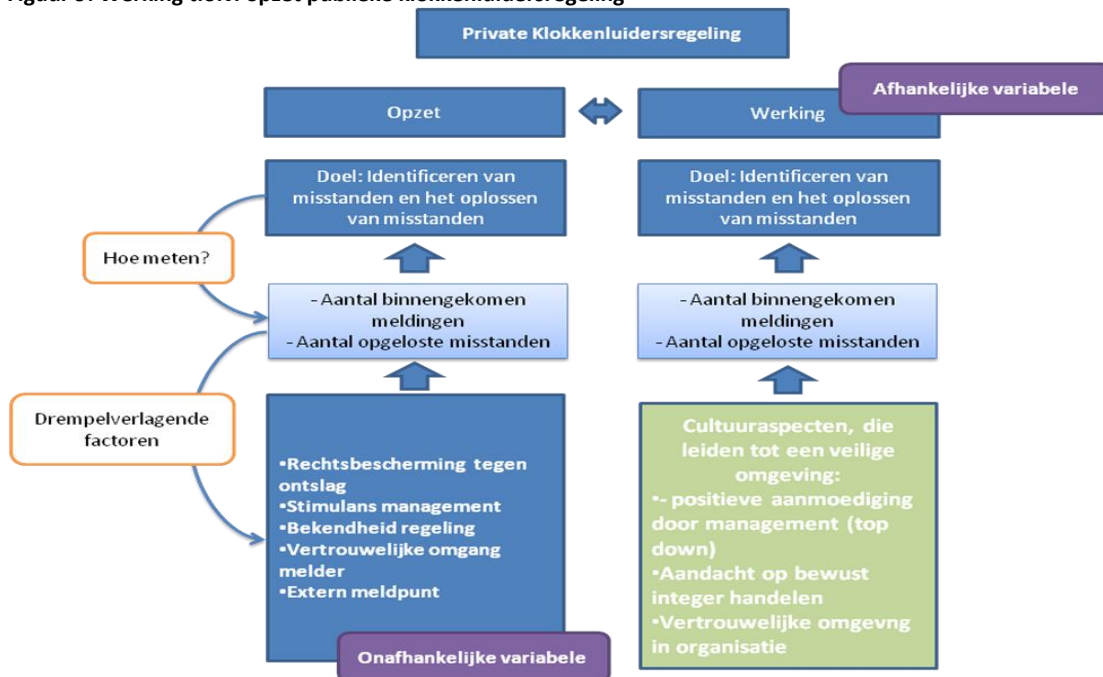 Private Klokkenluidersregeling
Afhankelijke variabele
Opzet
Werking
Doel: Identificeren van
misstanden en het oplossen
van misstanden
Doel: Identificeren van
misstanden en het oplossen
van misstanden
Hoe meten?
- Aantal binnengekomen
meldingen
- Aantal opgeloste misstanden
- Aantal binnengekomen
meldingen
- Aantal opgeloste misstanden
Drempelverlagende
factoren
•Rechtsbescherming tegen
ontslag
•Stimulans management
•Bekendheid regeling
•Vertrouwelijke omgang
melder
•Extern meldpunt
Onafhankelijke variabele
Cultuuraspecten, die
leiden tot een veilige
omgeving:
•- positieve aanmoediging
door management (top
down)
•Aandacht op bewust
integer handelen
•Vertrouwelijke omgevng
in organisatie